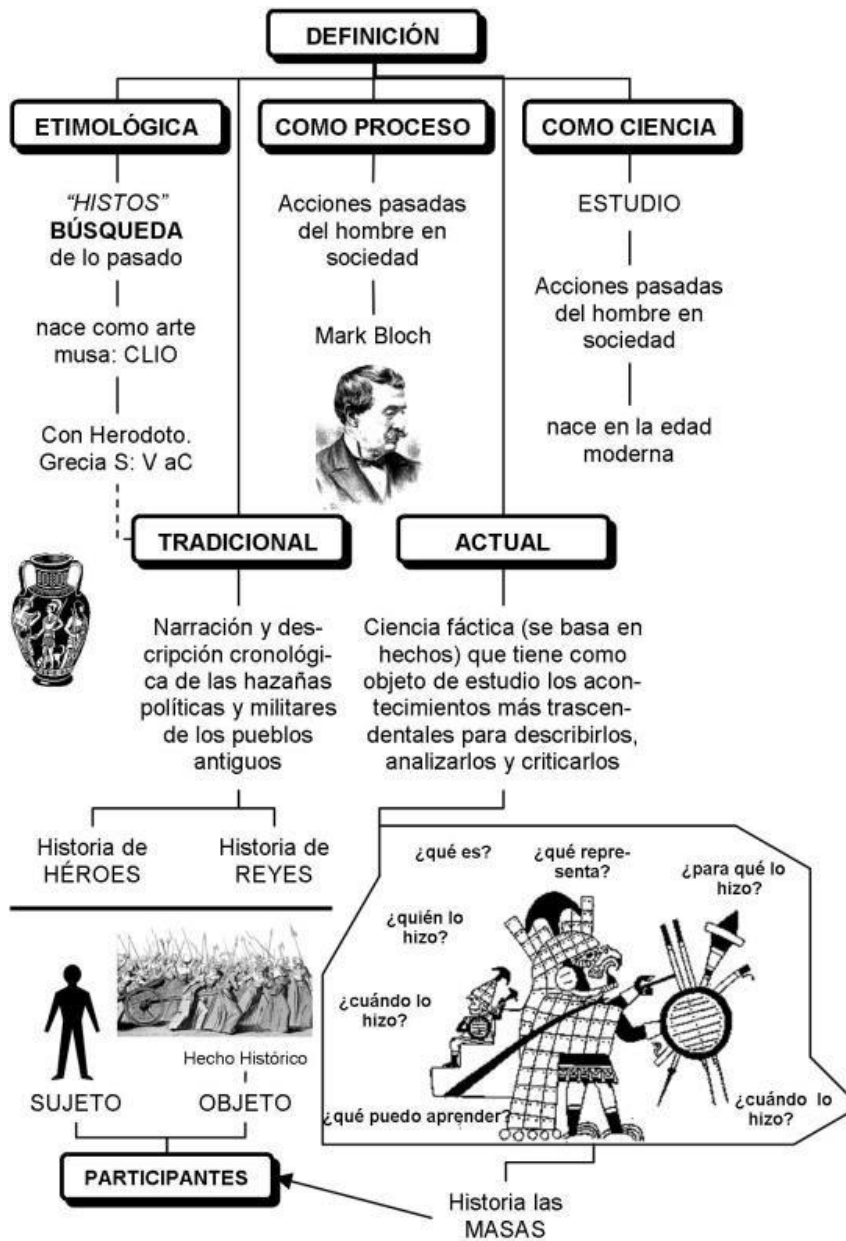 DEFINICIÓN
ETIMOLÓGICA
COMO PROCESO
COMO CIENCIA
"HISTOS"
BÚSQUEDA
de lo pasado
nace como arte
musa: CLIO
Con Herodoto.
Grecia S: V aC
Acciones pasadas
del hombre en
sociedad
Mark Bloch
ESTUDIO
Acciones pasadas
del hombre en
sociedad
nace en la edad
moderna
TRADICIONAL
ACTUAL
Narración y des-
cripción cronológi-
ca de las hazañas
políticas y militares
de los pueblos
antiguos
Ciencia fáctica (se basa en
hechos) que tiene como
objeto de estudio los acon-
tecimientos más trascen-
dentales para describirlos,
analizarlos y criticarlos
Historia de
HÉROES
Historia de
REYES
¿qué es?
¿qué repre-
senta?
¿para qué lo
hizo?
¿quién lo
hizo?
¿cuándo lo
hizo?
¿qué puedo aprender?
¿cuándo lo
hizo?
Hecho Histórico
SUJETO
OBJETO
PARTICIPANTES
Historia las
MASAS